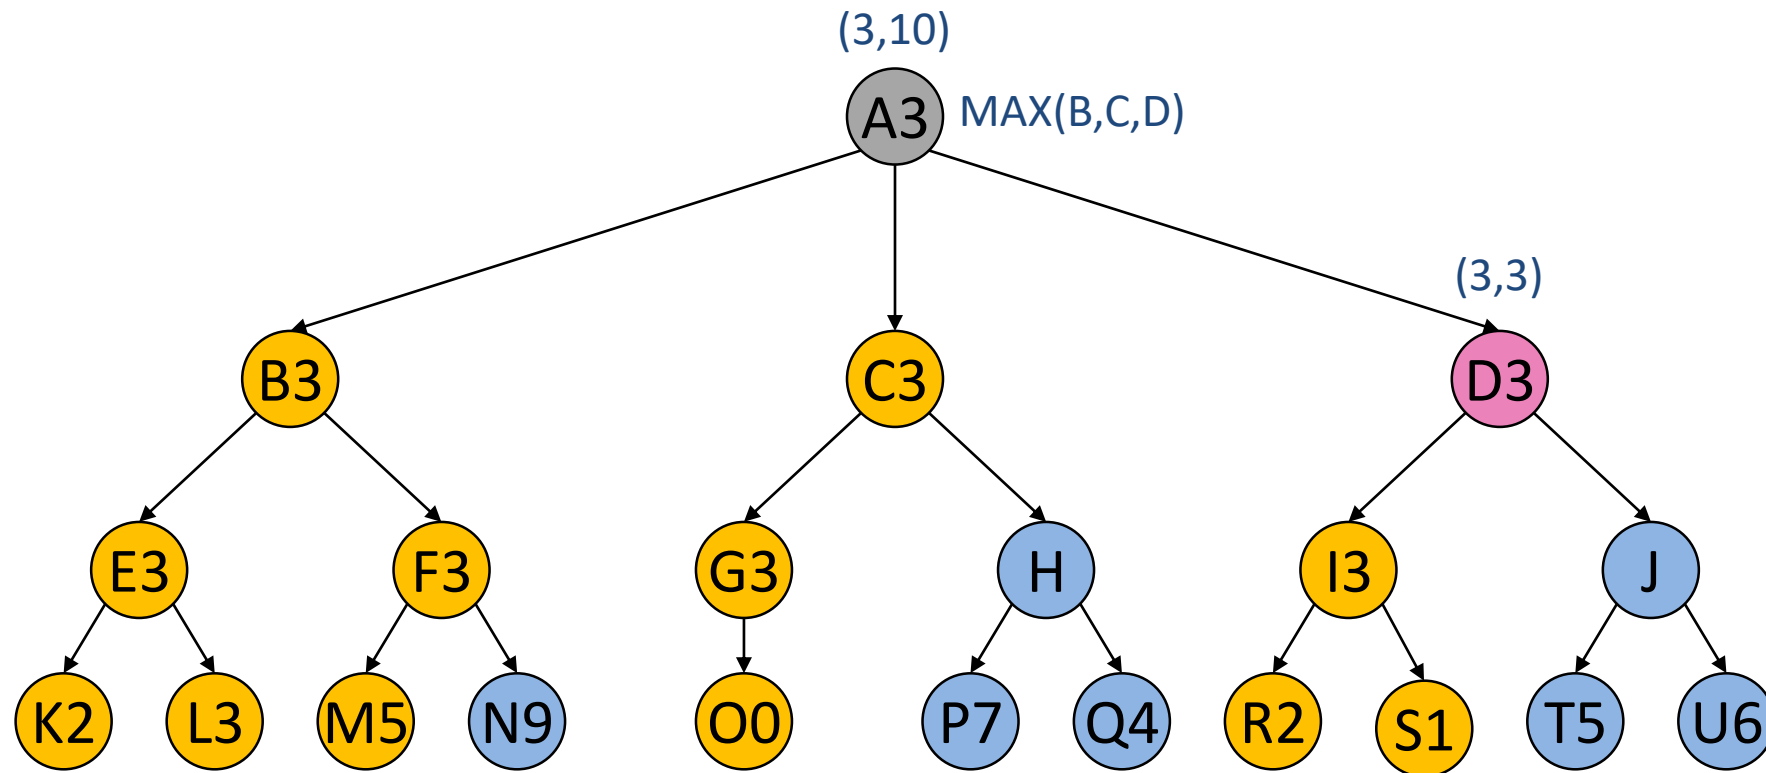 (3,10)
A3 MAX(B,C,D)
(3,3)
B3 C3 D3
E3 F3 G3 H I3 J
K2 L3 M5 N9 O0 P7 Q4 R2 S1 T5 U6